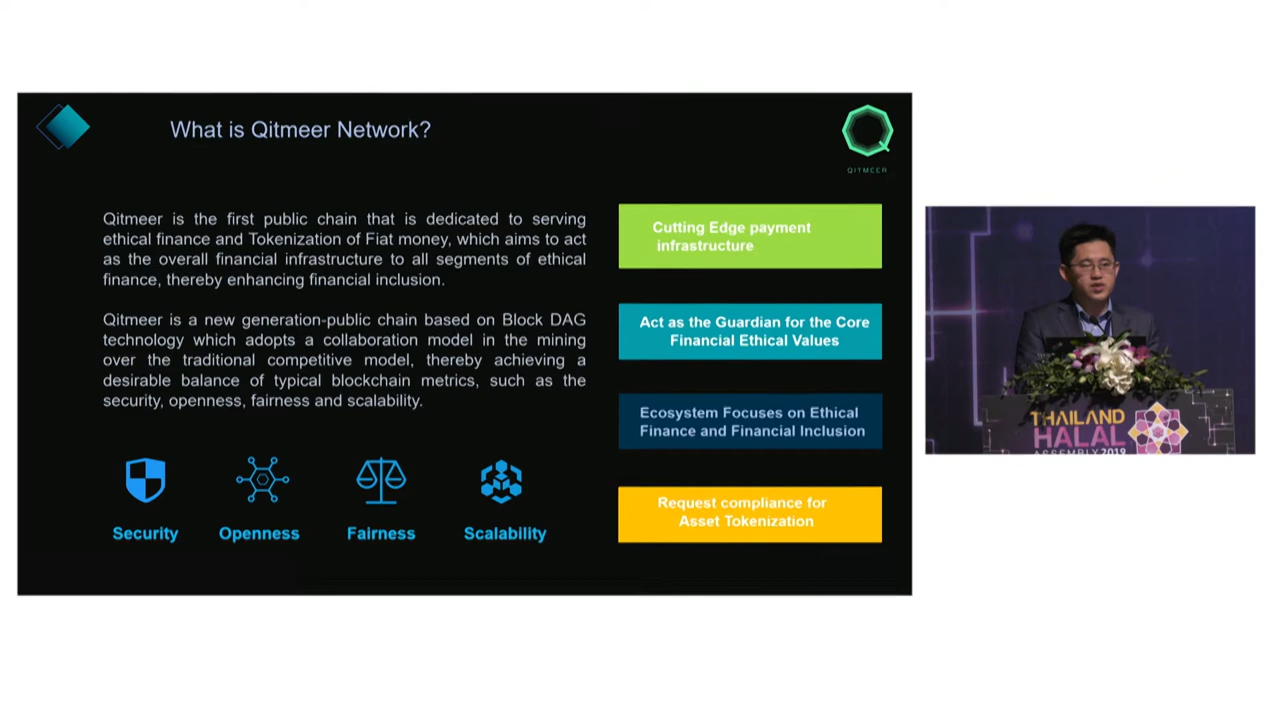 What is Qitmeer Network?
QITMEER
Qitmeer is the first public chain that is dedicated to serving
ethical finance and Tokenization of Fiat money, which aims to act
as the overall financial infrastructure to all segments of ethical
finance, thereby enhancing financial inclusion.
Qitmeer is a new generation-public chain based on Block DAG
technology which adopts a collaboration model in the mining
over the traditional competitive model, thereby achieving a
desirable balance of typical blockchain metrics, such as the
security, openness, fairness and scalability.
Security
Openness
Fairness
Scalability
Cutting Edge payment
infrastructure
Act as the Guardian for the Core
Financial Ethical Values
Ecosystem Focuses on Ethical
Finance and Financial Inclusion
Request compliance for
Asset Tokenization
THAILAND
HALAL
ASSEMBLY 2019